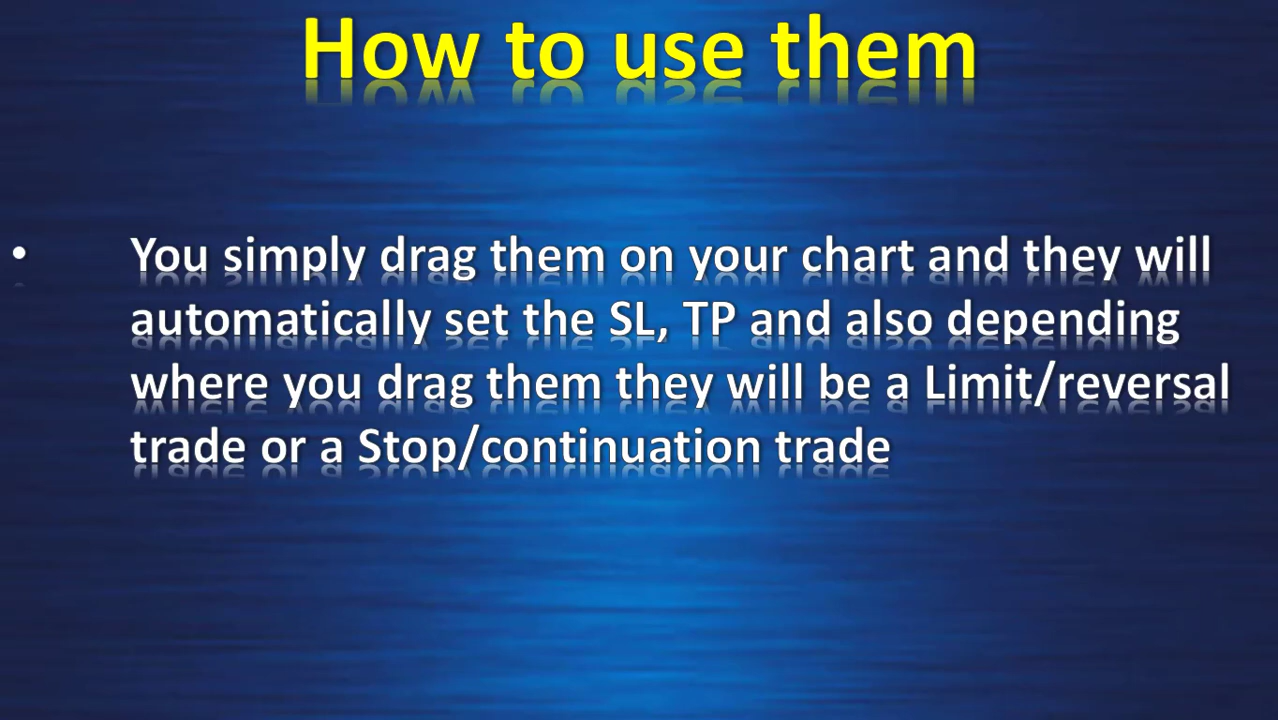 How to use them
• You simply drag them on your chart and they will
automatically set the SL, TP and also depending
where you drag them they will be a Limit/reversal
trade or a Stop/continuation trade